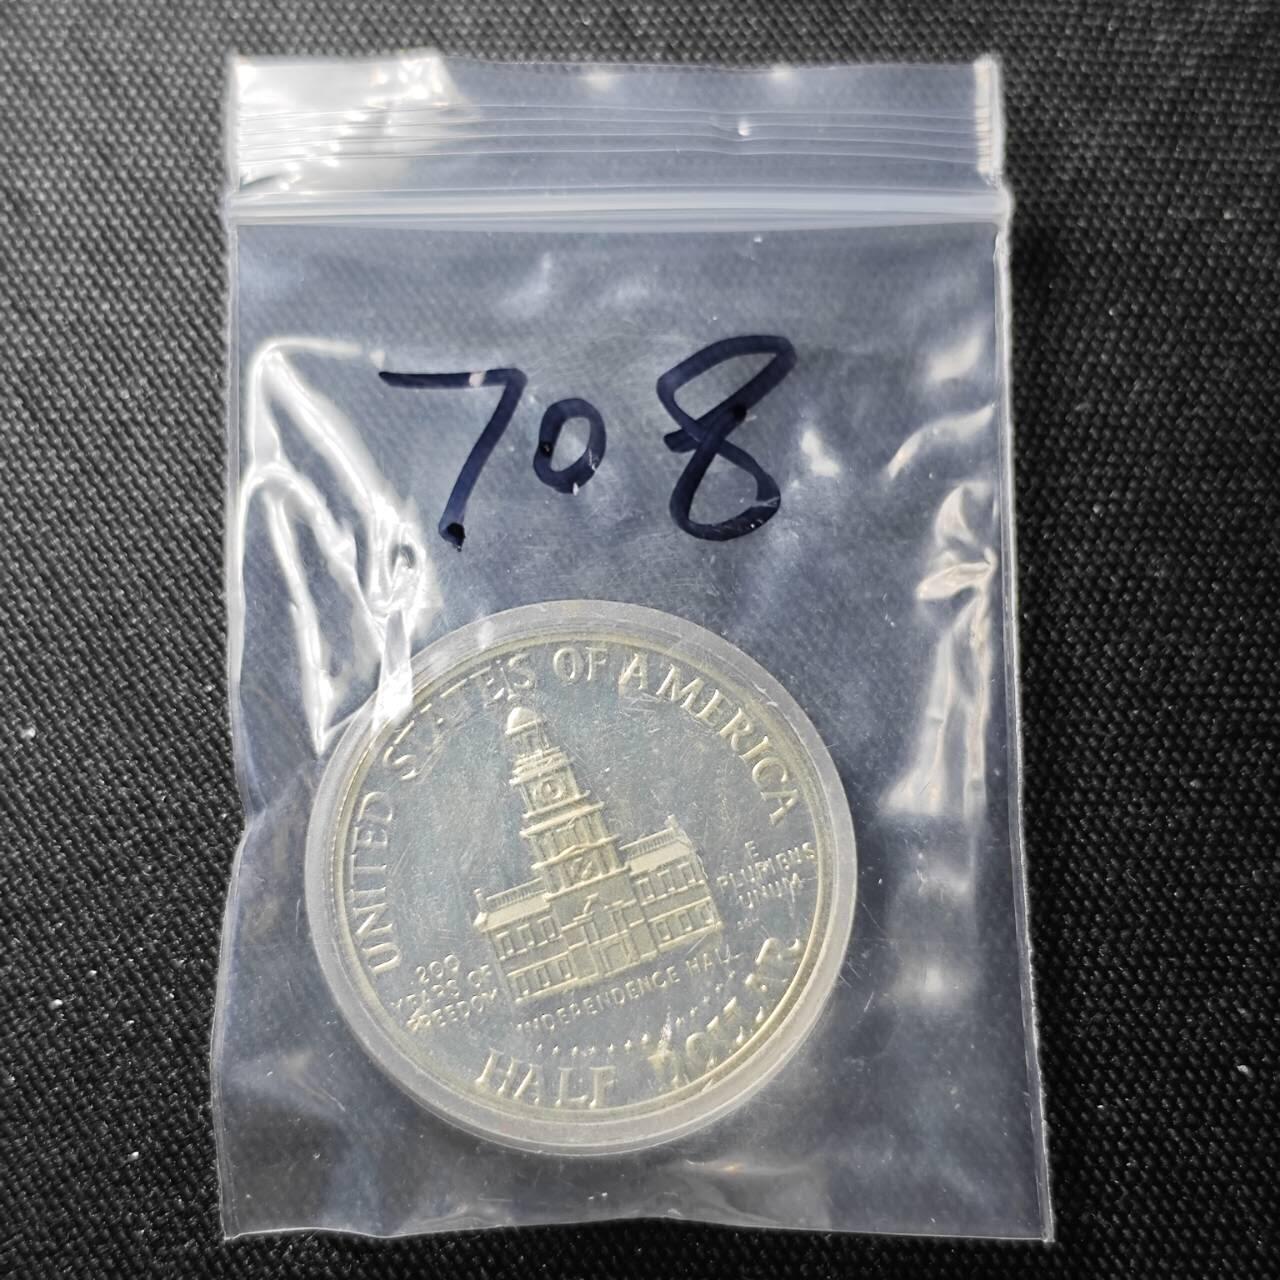 708
UNITED STATES OF AMERICA
200
YEARS OF
FREEDOM
E
PLURIBUS
UNUM
INDEPENDENCE HALL
HALF DOLLAR